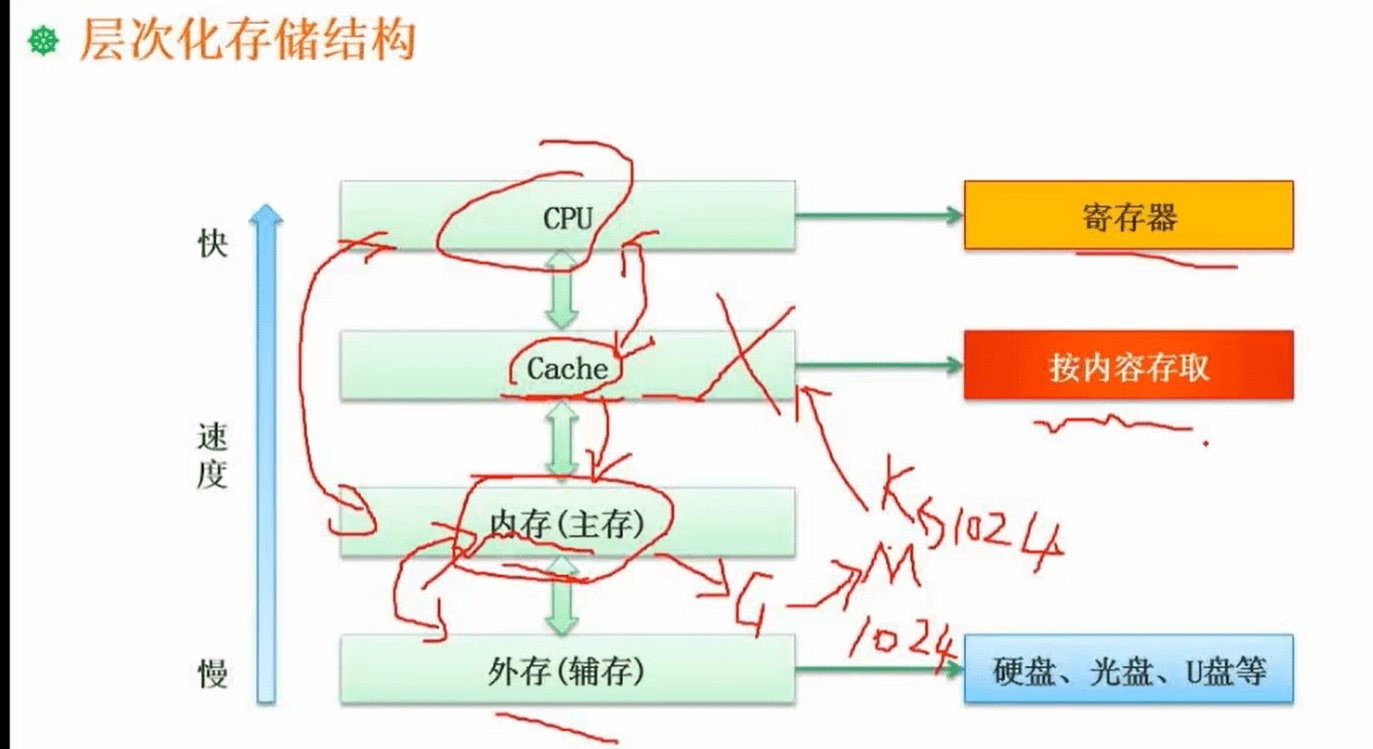 层次化存储结构
快
CPU
寄存器
Cache
按内容存取
速
度
内存(主存)
K
1024
G
M
1024
慢
外存(辅存)
硬盘、光盘、U盘等